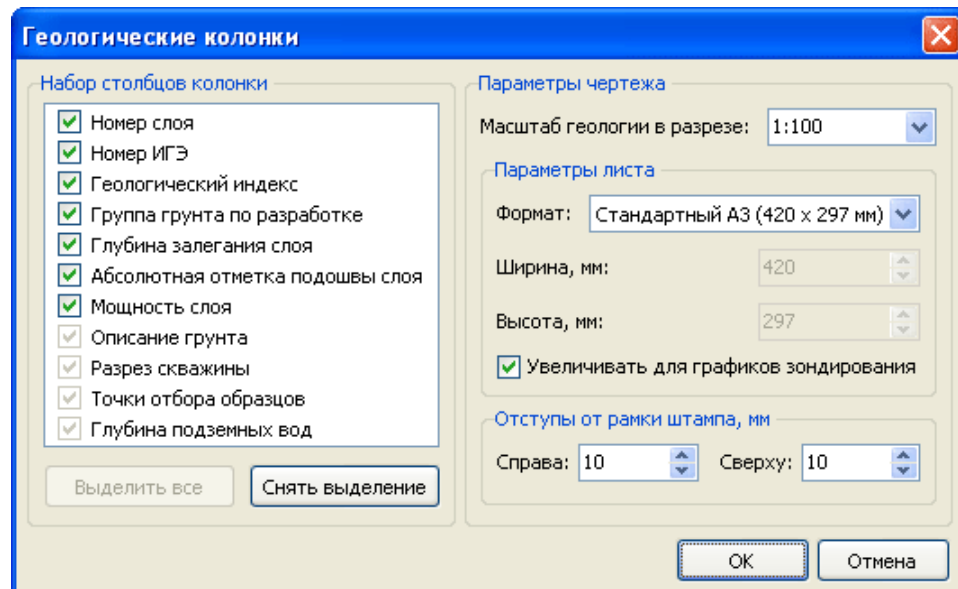 Геологические колонки
Набор столбцов колонки
Номер слоя
Номер ИГЭ
Геологический индекс
Группа грунта по разработке
Глубина залегания слоя
Абсолютная отметка подошвы слоя
Мощность слоя
Описание грунта
Разрез скважины
Точки отбора образцов
Глубина подземных вод
Выделить все
Снять выделение
Параметры чертежа
Масштаб геологии в разрезе: 1:100
Параметры листа
Формат: Стандартный А3 (420 x 297 мм)
Ширина, мм: 420
Высота, мм: 297
Увеличивать для графиков зондирования
Отступы от рамки штампа, мм
Справа: 10 Сверху: 10
ОК
Отмена